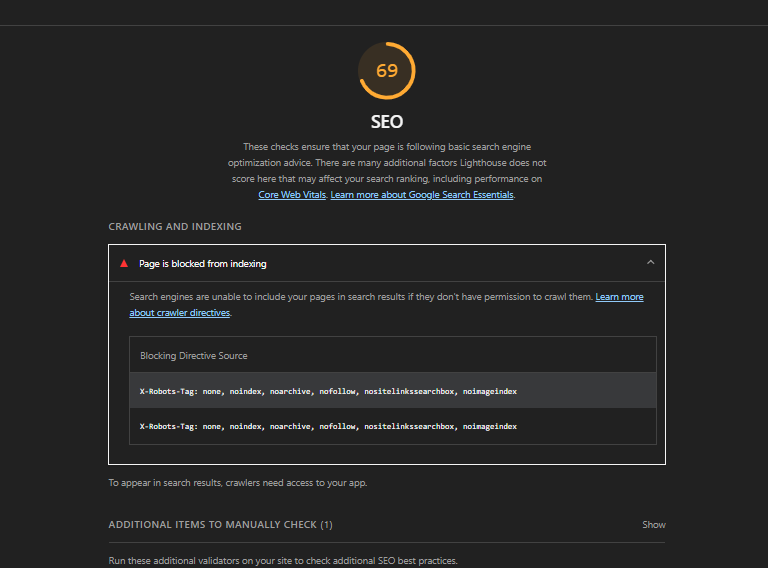 69
SEO
These checks ensure that your page is following basic search engine
optimization advice. There are many additional factors Lighthouse does not
score here that may affect your search ranking, including performance on
Core Web Vitals. Learn more about Google Search Essentials.
CRAWLING AND INDEXING
Page is blocked from indexing
Search engines are unable to include your pages in search results if they don't have permission to crawl them. Learn more
about crawler directives.
Blocking Directive Source
X-Robots-Tag: none, noindex, noarchive, nofollow, nositelinkssearchbox, noimageindex
X-Robots-Tag: none, noindex, noarchive, nofollow, nositelinkssearchbox, noimageindex
To appear in search results, crawlers need access to your app.
ADDITIONAL ITEMS TO MANUALLY CHECK (1) Show
Run these additional validators on your site to check additional SEO best practices.